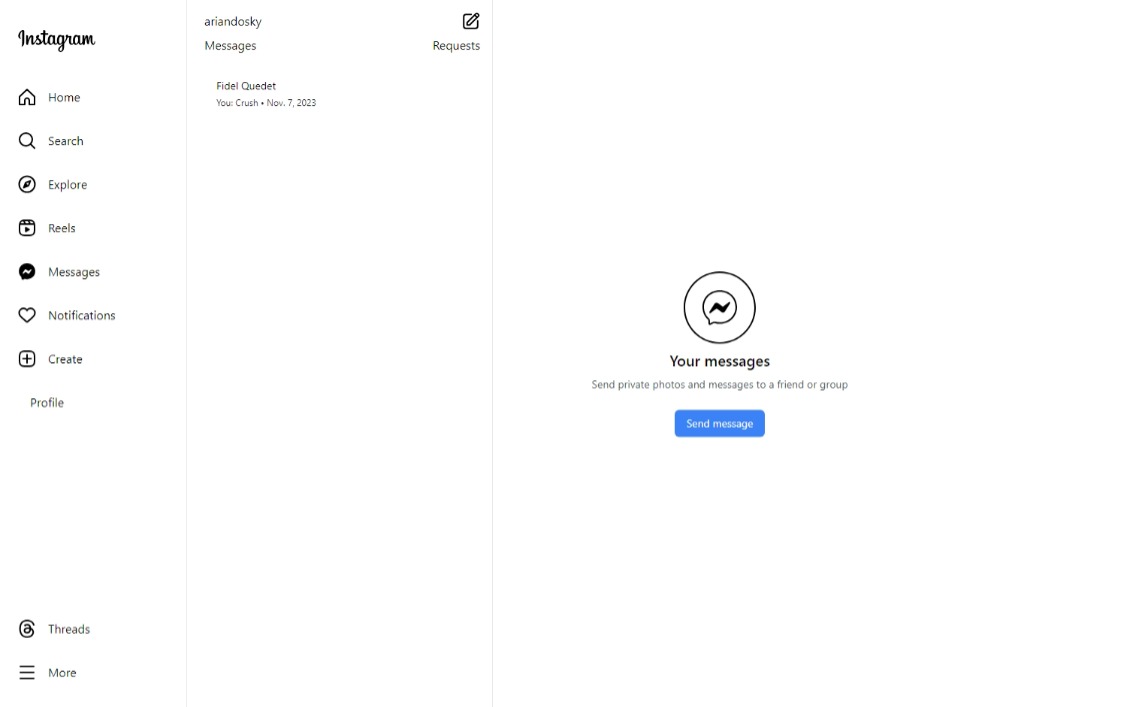 Instagram
Home
Search
Explore
Reels
Messages
Notifications
Create
Profile
Threads
More
ariandosky
Messages
Requests
Fidel Quedet
You: Crush • Nov. 7, 2023
Your messages
Send private photos and messages to a friend or group
Send message